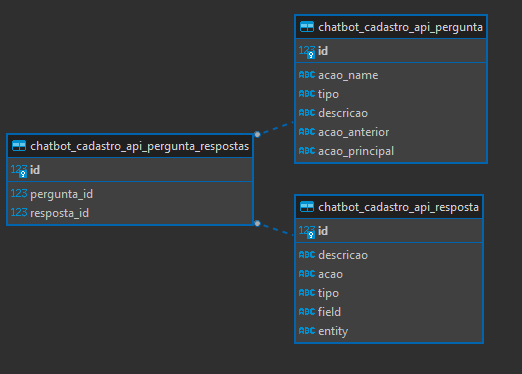 chatbot_cadastro_api_pergunta
123 id
ABC acao_name
ABC tipo
ABC descricao
ABC acao_anterior
ABC acao_principal
chatbot_cadastro_api_pergunta_respostas
123 id
123 pergunta_id
123 resposta_id
chatbot_cadastro_api_resposta
123 id
ABC descricao
ABC acao
ABC tipo
ABC field
ABC entity